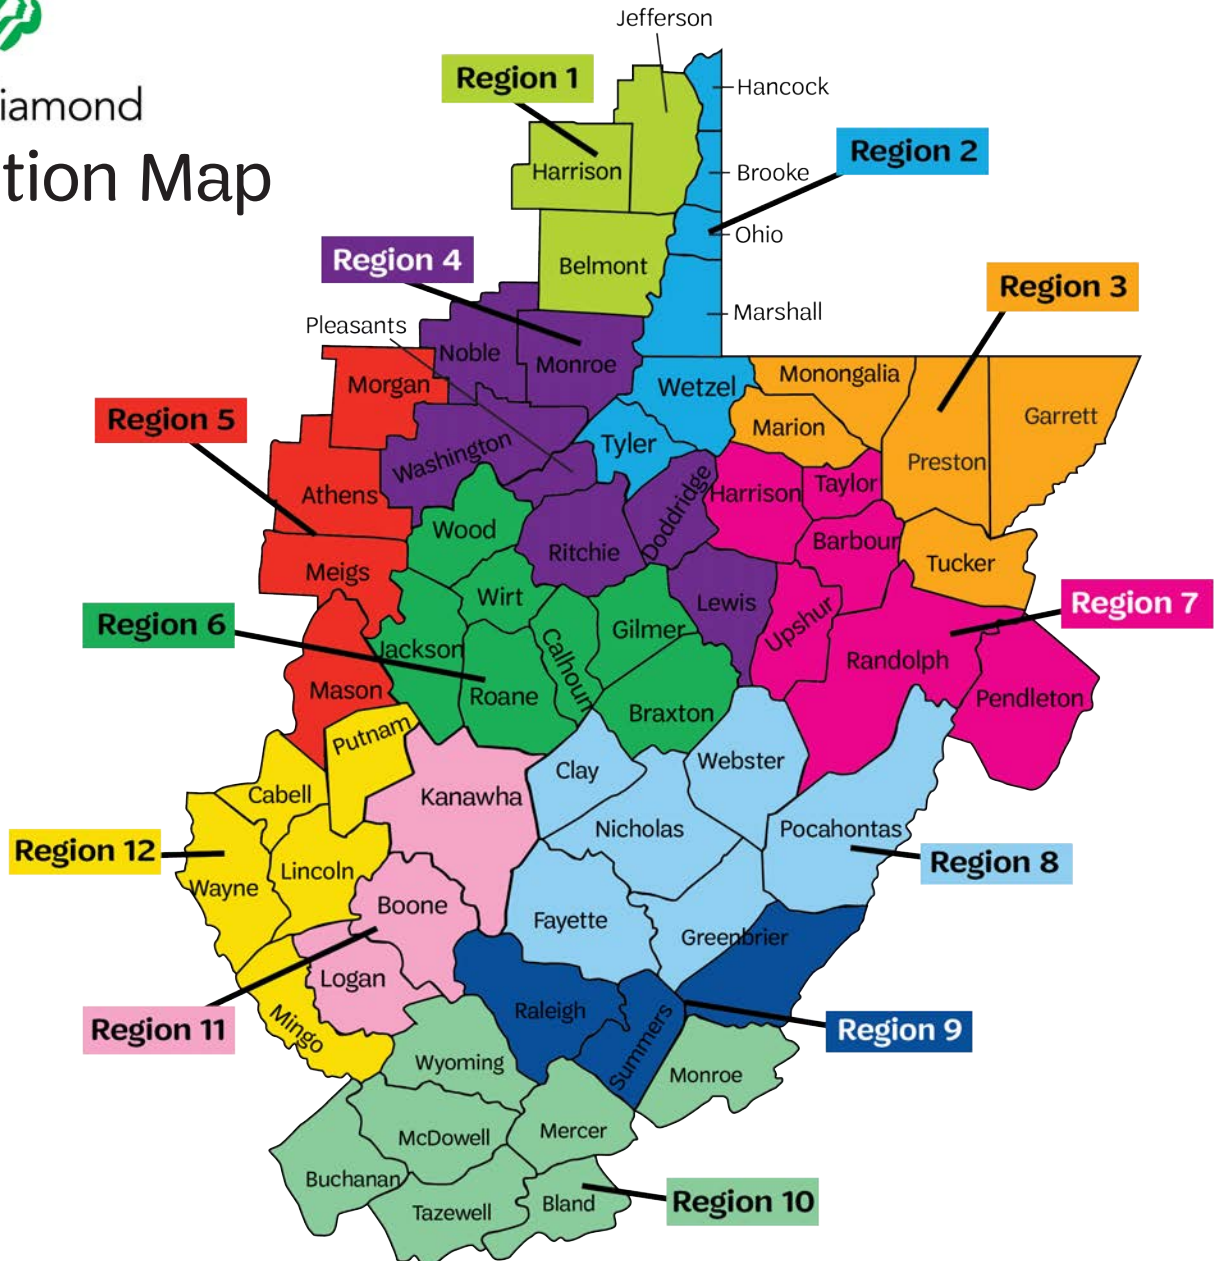 iamond
tion Map
Jefferson
Region 1
Hancock
Region 2
Brooke
Harrison
Ohio
Region 4
Belmont
Region 3
Marshall
Pleasants
Noble
Monroe
Morgan
Wetzel
Monongalia
Garrett
Region 5
Marion
Washington
Tyler
Preston
Athens
Doddridge
Harrison
Taylor
Wood
Ritchie
Barbour
Meigs
Tucker
Wirt
Lewis
Region 7
Region 6
Calhoun
Gilmer
Upshur
Jackson
Randolph
Mason
Roane
Pendleton
Braxton
Putnam
Clay
Webster
Cabell
Kanawha
Nicholas
Pocahontas
Region 12
Lincoln
Region 8
Wayne
Boone
Fayette
Greenbrier
Logan
Region 11
Mingo
Raleigh
Summers
Region 9
Wyoming
Monroe
McDowell
Mercer
Buchanan
Tazewell
Bland
Region 10